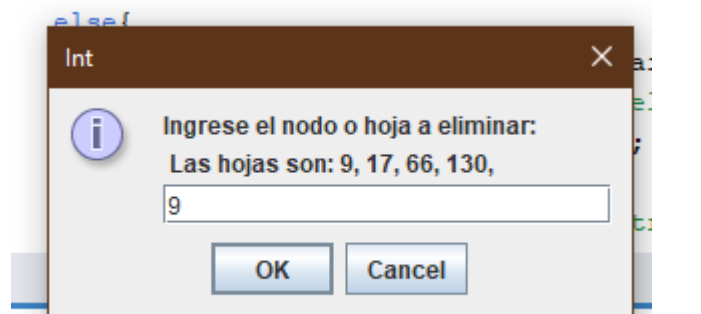 else{
Int
Ingrese el nodo o hoja a eliminar:
Las hojas son: 9, 17, 66, 130,
9
OK
Cancel